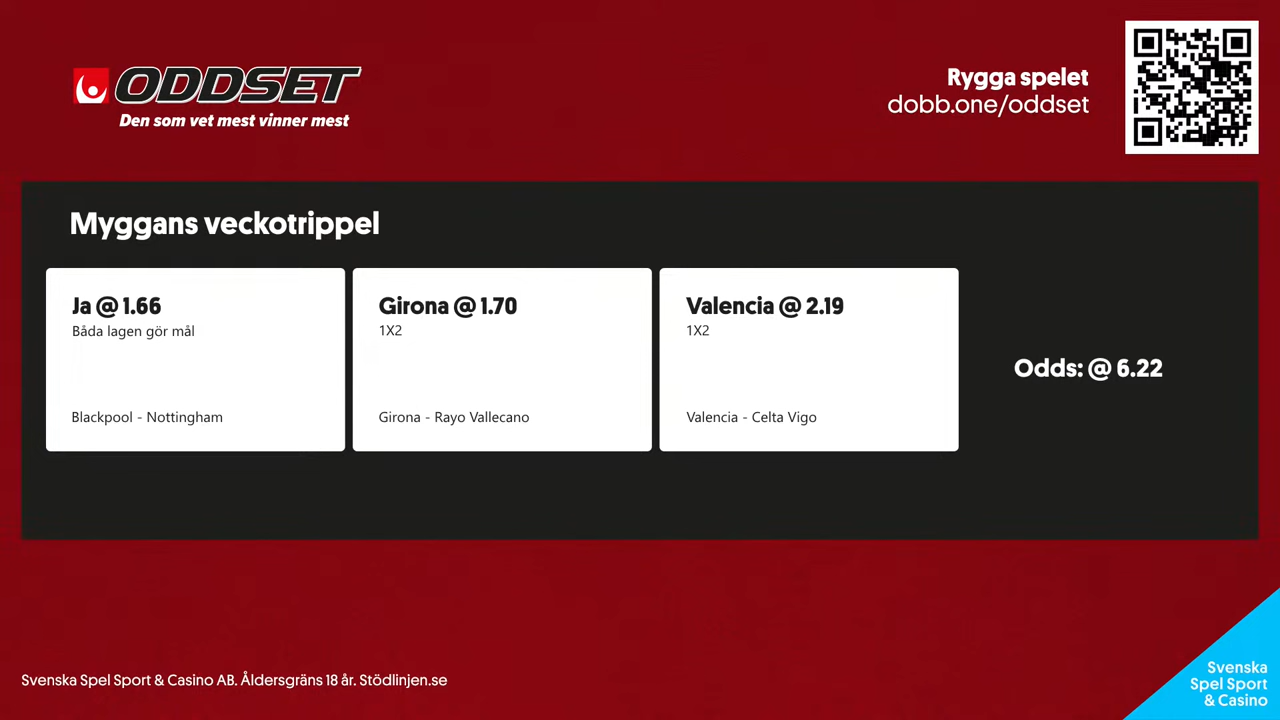 ODDSET
Den som vet mest vinner mest
Rygga spelet
dobb.one/oddset
Myggans veckotrippel
Ja @ 1.66
Båda lagen gör mål
Blackpool - Nottingham
Girona @ 1.70
1X2
Girona - Rayo Vallecano
Valencia @ 2.19
1X2
Valencia - Celta Vigo
Odds: @ 6.22
Svenska Spel Sport & Casino AB. Åldersgräns 18 år. Stödlinjen.se
Svenska
Spel Sport
& Casino